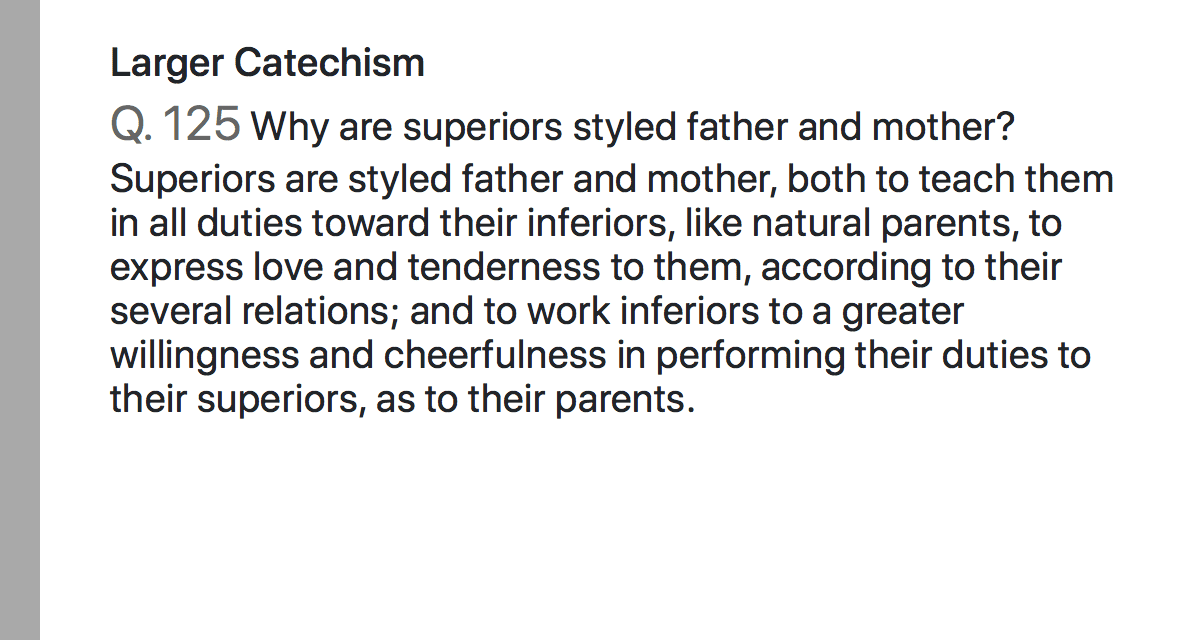 Larger Catechism
Q. 125 Why are superiors styled father and mother?
Superiors are styled father and mother, both to teach them
in all duties toward their inferiors, like natural parents, to
express love and tenderness to them, according to their
several relations; and to work inferiors to a greater
willingness and cheerfulness in performing their duties to
their superiors, as to their parents.